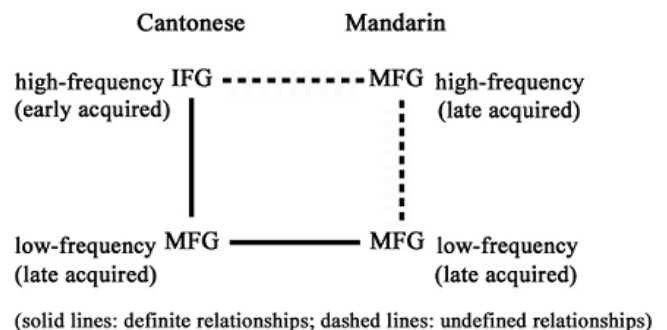 Cantonese Mandarin
high-frequency IFG MFG high-frequency
(early acquired) (late acquired)
low-frequency MFG MFG low-frequency
(late acquired) (late acquired)
(solid lines: definite relationships; dashed lines: undefined relationships)